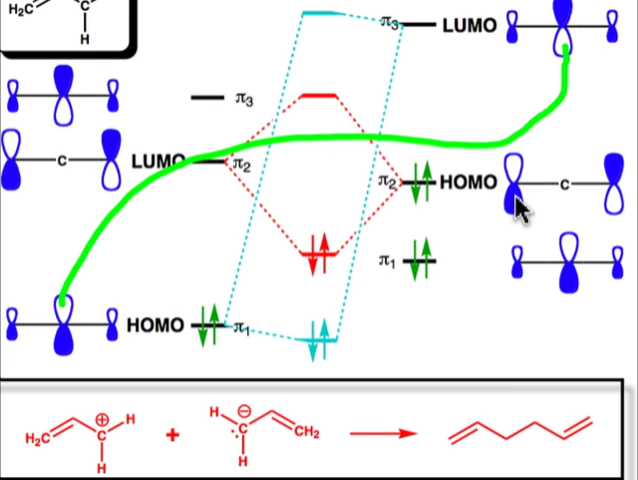 H₂C C
H
π₃ LUMO
π₃
C LUMO π₂
π₂ HOMO C
π₁
HOMO π₁
H₂C ⊕ C H H + H ⊖ :C H CH₂